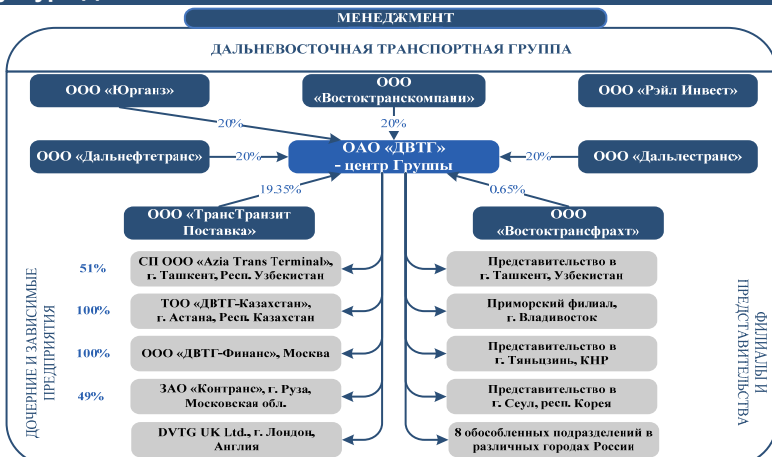 МЕНЕДЖМЕНТ
ДАЛЬНЕВОСТОЧНАЯ ТРАНСПОРТНАЯ ГРУППА
ООО «Юрганз»
ООО
«Востоктранскомпани»
ООО «Рэйл Инвест»
20%
20%
ООО «Дальнефтетранс»
20%
ОАО «ДВТГ»
- центр Группы
20%
ООО «Дальлестранс»
19.35%
0.65%
ООО «ТрансТранзит
Поставка»
ООО
«Востоктрансфрахт»
ДОЧЕРНИЕ И ЗАВИСИМЫЕ
ПРЕДПРИЯТИЯ
51%
СП ООО «Azia Trans Terminal»,
г. Ташкент, Респ. Узбекистан
100%
ТОО «ДВТГ-Казахстан»,
г. Астана, Респ. Казахстан
100%
ООО «ДВТГ-Финанс», Москва
49%
ЗАО «Контранс», г. Руза,
Московская обл.
DVTG UK Ltd., г. Лондон,
Англия
Представительство в
г. Ташкент, Узбекистан
Приморский филиал,
г. Владивосток
Представительство в
г. Тяньцзинь, КНР
Представительство в
г. Сеул, респ. Корея
8 обособленных подразделений в
различных городах России
ФИЛИАЛЫ И
ПРЕДСТАВИТЕЛЬСТВА